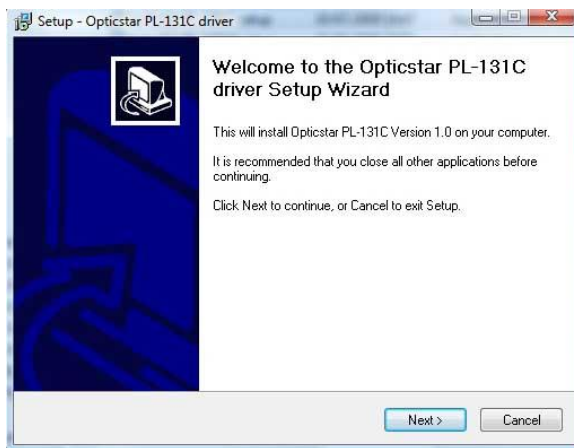 Setup - Opticstar PL-131C driver
Welcome to the Opticstar PL-131C
driver Setup Wizard
This will install Opticstar PL-131C Version 1.0 on your computer.
It is recommended that you close all other applications before
continuing.
Click Next to continue, or Cancel to exit Setup.
Next >
Cancel